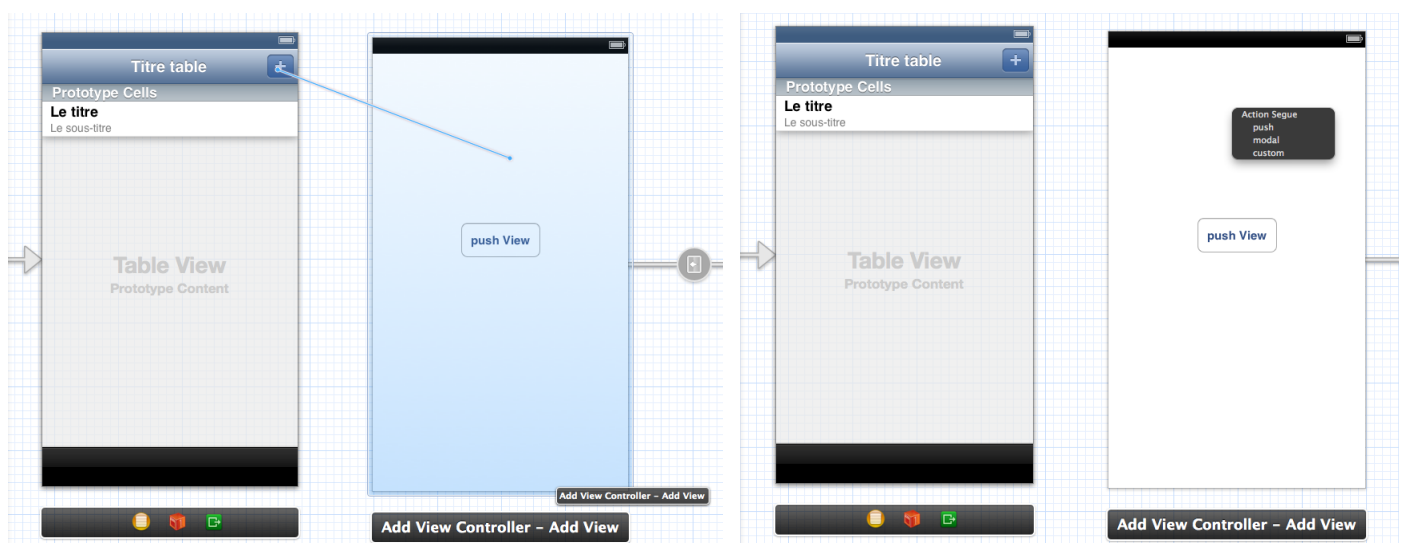 Titre table
+
Prototype Cells
Le titre
Le sous-titre
push View
Table View
Prototype Content
Add View Controller – Add View
Add View Controller – Add View
Titre table
+
Prototype Cells
Le titre
Le sous-titre
Action Segue
push
modal
custom
push View
Table View
Prototype Content
Add View Controller – Add View